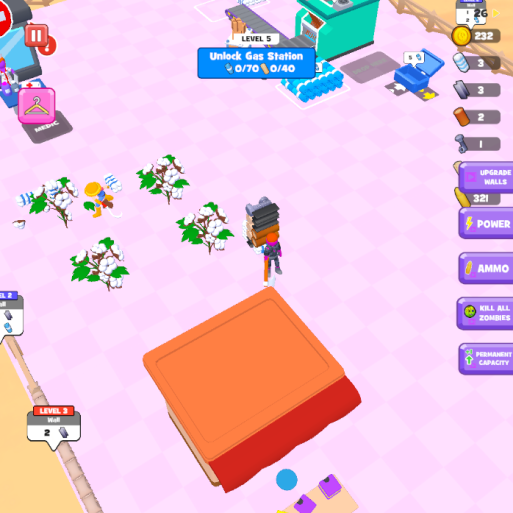 2G
LEVEL 5
Unlock Gas Station
0/70 0/40
232
3
3
2
1
MEDIC
UPGRADE
WALLS
321
POWER
AMMO
KILL ALL
ZOMBIES
PERMANENT
CAPACITY
LEVEL 3
Wall
2